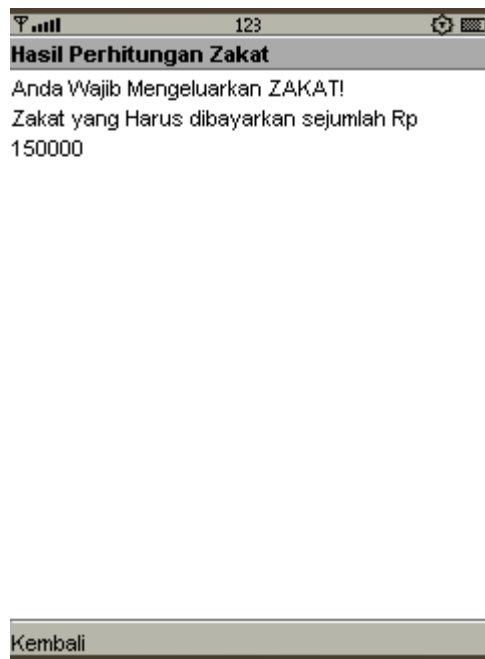 123
Hasil Perhitungan Zakat
Anda Wajib Mengeluarkan ZAKAT!
Zakat yang Harus dibayarkan sejumlah Rp
150000
Kembali